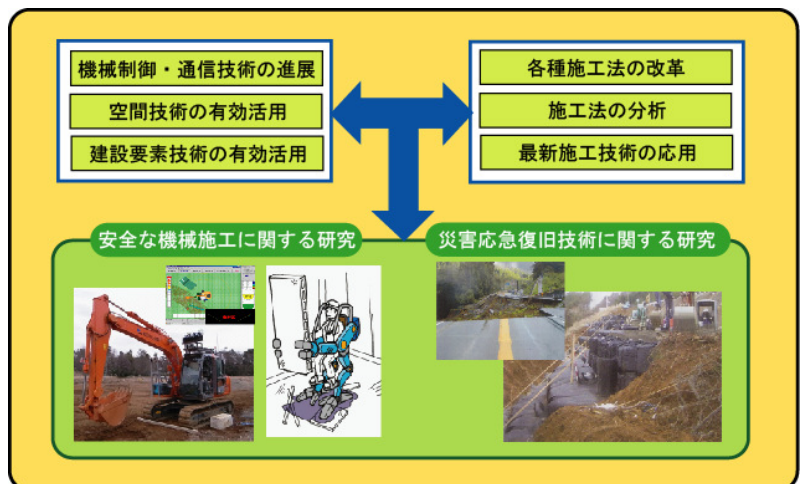 機械制御・通信技術の進展
空間技術の有効活用
建設要素技術の有効活用
各種施工法の改革
施工法の分析
最新施工技術の応用
安全な機械施工に関する研究
災害応急復旧技術に関する研究